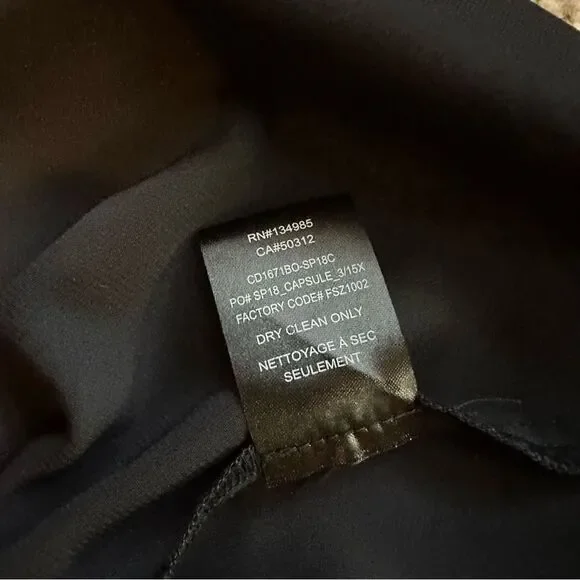 RN#134985
CA#50312
CD1671BO-SP18C
PO# SP18_CAPSULE_3/15X
FACTORY CODE# FSZ1002
DRY CLEAN ONLY
NETTOYAGE À SEC
SEULEMENT